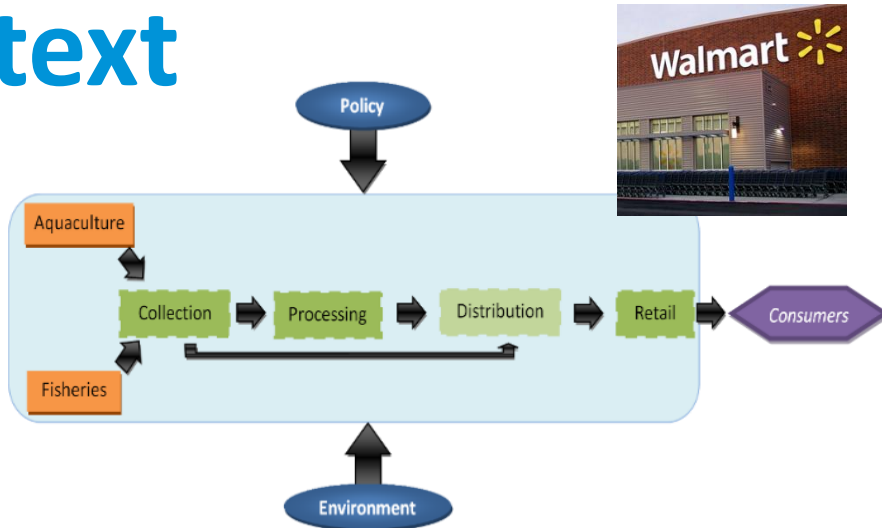 text
Walmart
Policy
Aquaculture
Collection
Processing
Distribution
Retail
Consumers
Fisheries
Environment